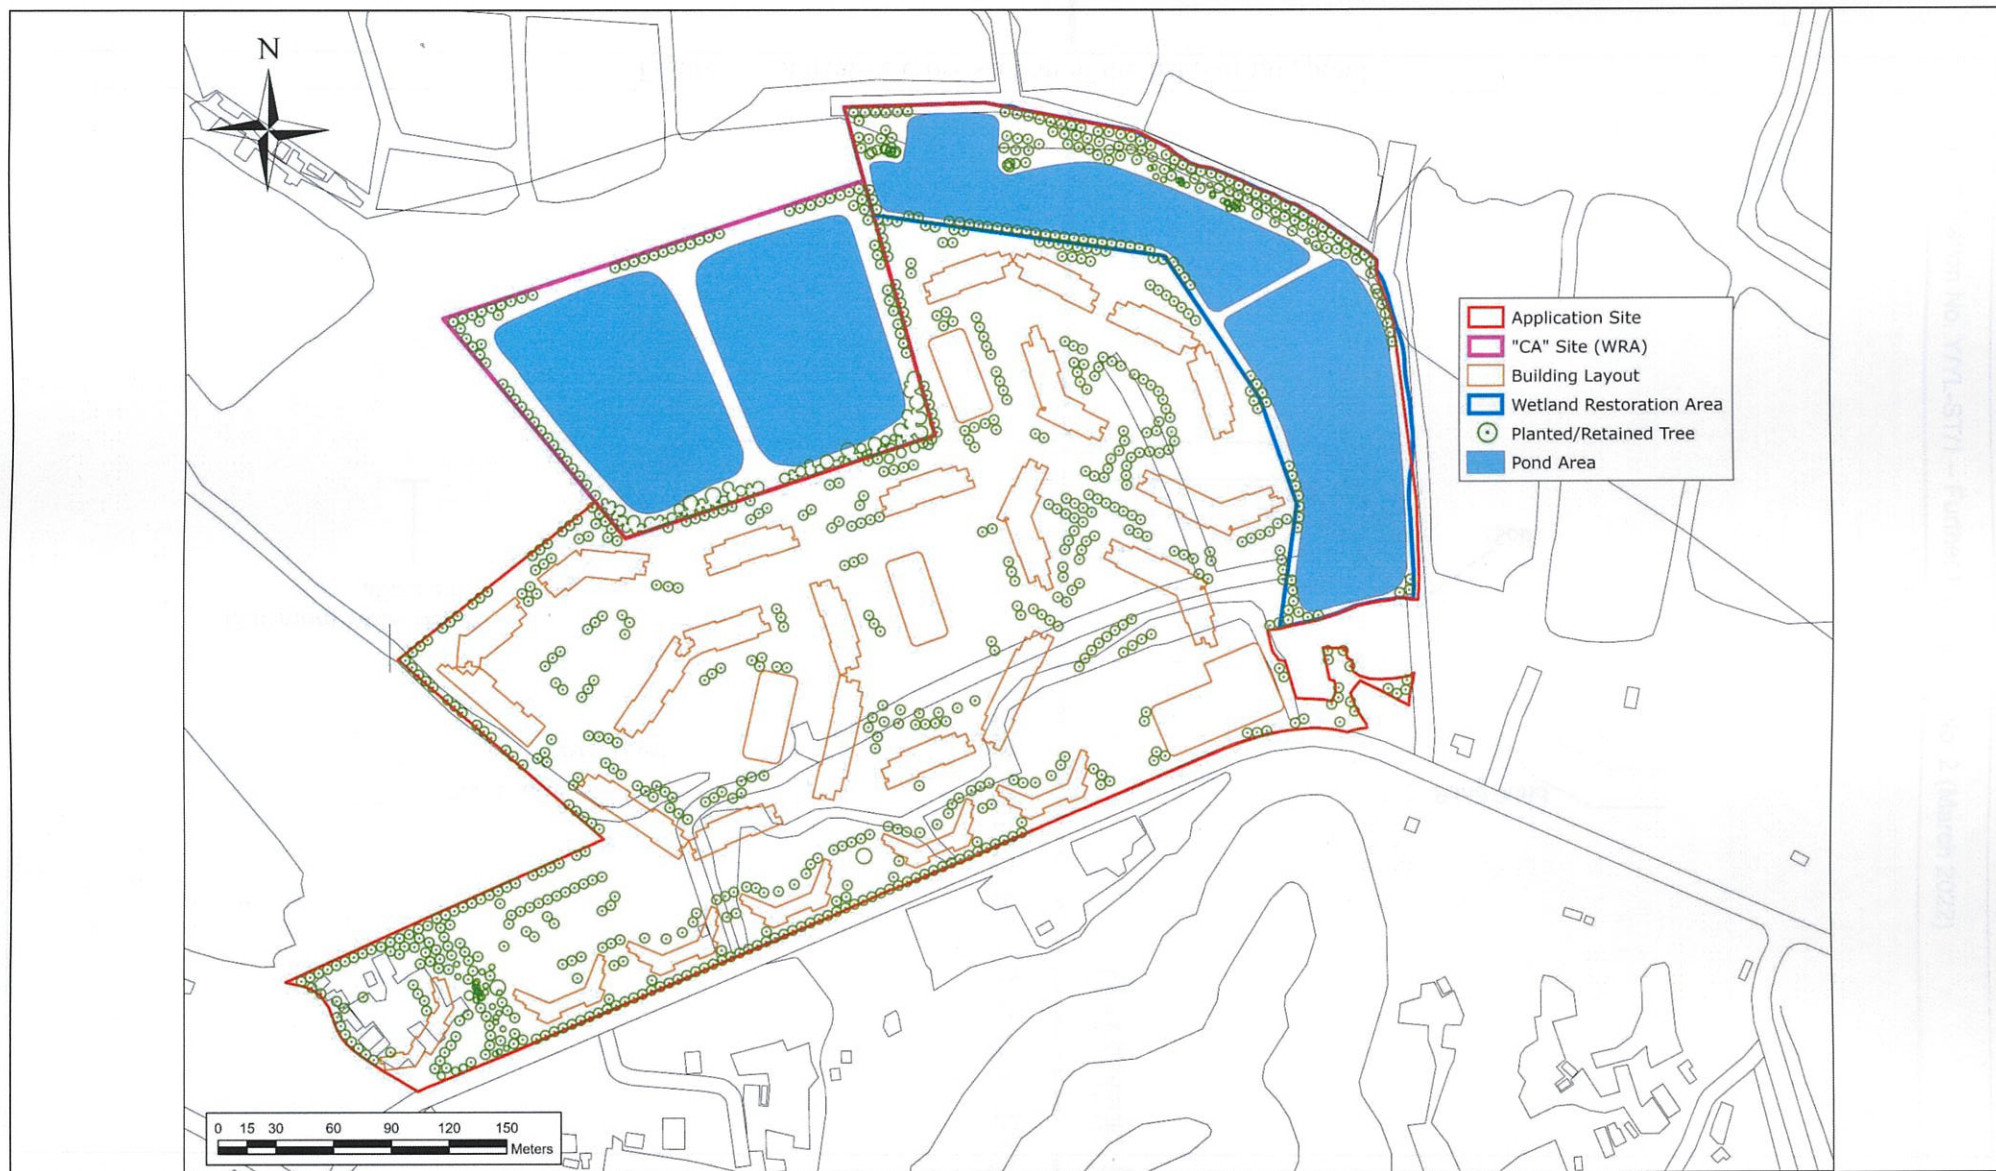 N
Application Site
"CA" Site (WRA)
Building Layout
Wetland Restoration Area
Planted/Retained Tree
Pond Area
0 15 30 60 90 120 150
Meters